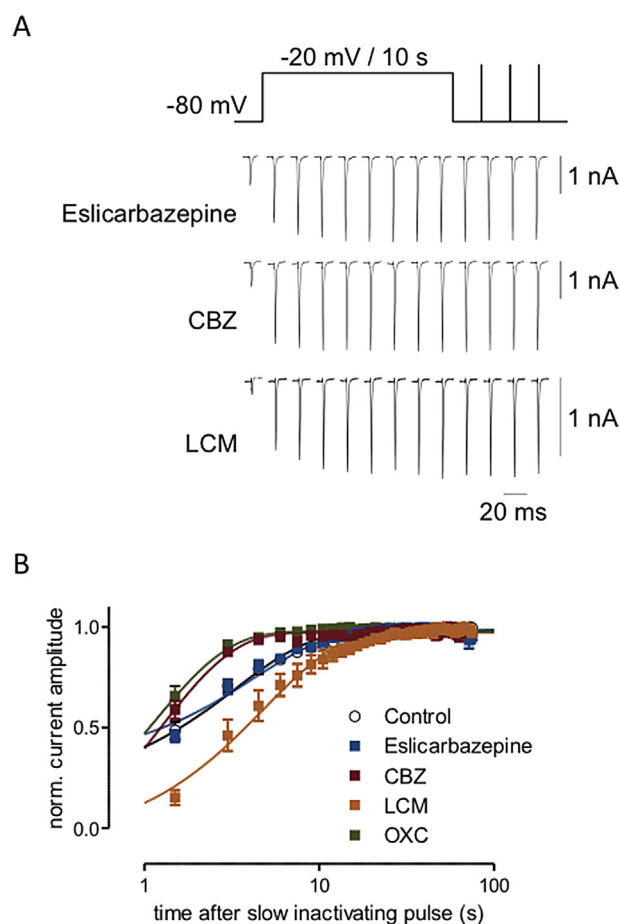 A
-20 mV / 10 s
-80 mV
1 nA
Eslicarbazepine
1 nA
CBZ
1 nA
LCM
20 ms
B
norm. current amplitude
1.0
0.5
0.0
Control
Eslicarbazepine
CBZ
LCM
OXC
1 10 100
time after slow inactivating pulse (s)